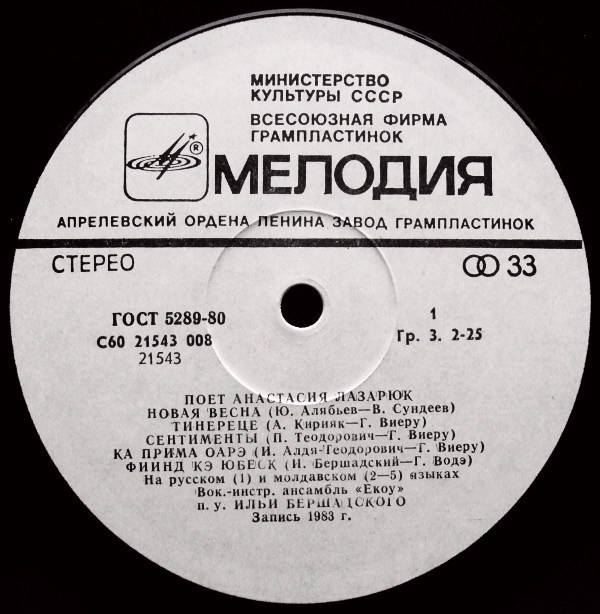 МИНИСТЕРСТВО
КУЛЬТУРЫ СССР
ВСЕСОЮЗНАЯ ФИРМА
ГРАМПЛАСТИНОК
®
МЕЛОДИЯ
АПРЕЛЕВСКИЙ ОРДЕНА ЛЕНИНА ЗАВОД ГРАМПЛАСТИНОК
СТЕРЕО 33
ГОСТ 5289-80 1
С60 21543 008 Гр. 3. 2-25
21543
ПОЕТ АНАСТАСИЯ ЛАЗАРЮК
НОВАЯ ВЕСНА (Ю. Алябьев—В. Сундеев)
ТИНЕРЕЦЕ (А. Кирияк—Г. Виеру)
СЕНТИМЕНТЫ (П. Теодорович—Г. Виеру)
КА ПРИМА ОАРЭ (И. Алдя-Теодорович—Г. Виеру)
ФИИНД КЭ ЮБЕСК (И. Бершадский—Г. Водэ)
На русском (1) и молдавском (2—5) языках
Вок.-инстр. ансамбль «Екоу»
п. у. ИЛЬИ БЕРШАДСКОГО
Запись 1983 г.